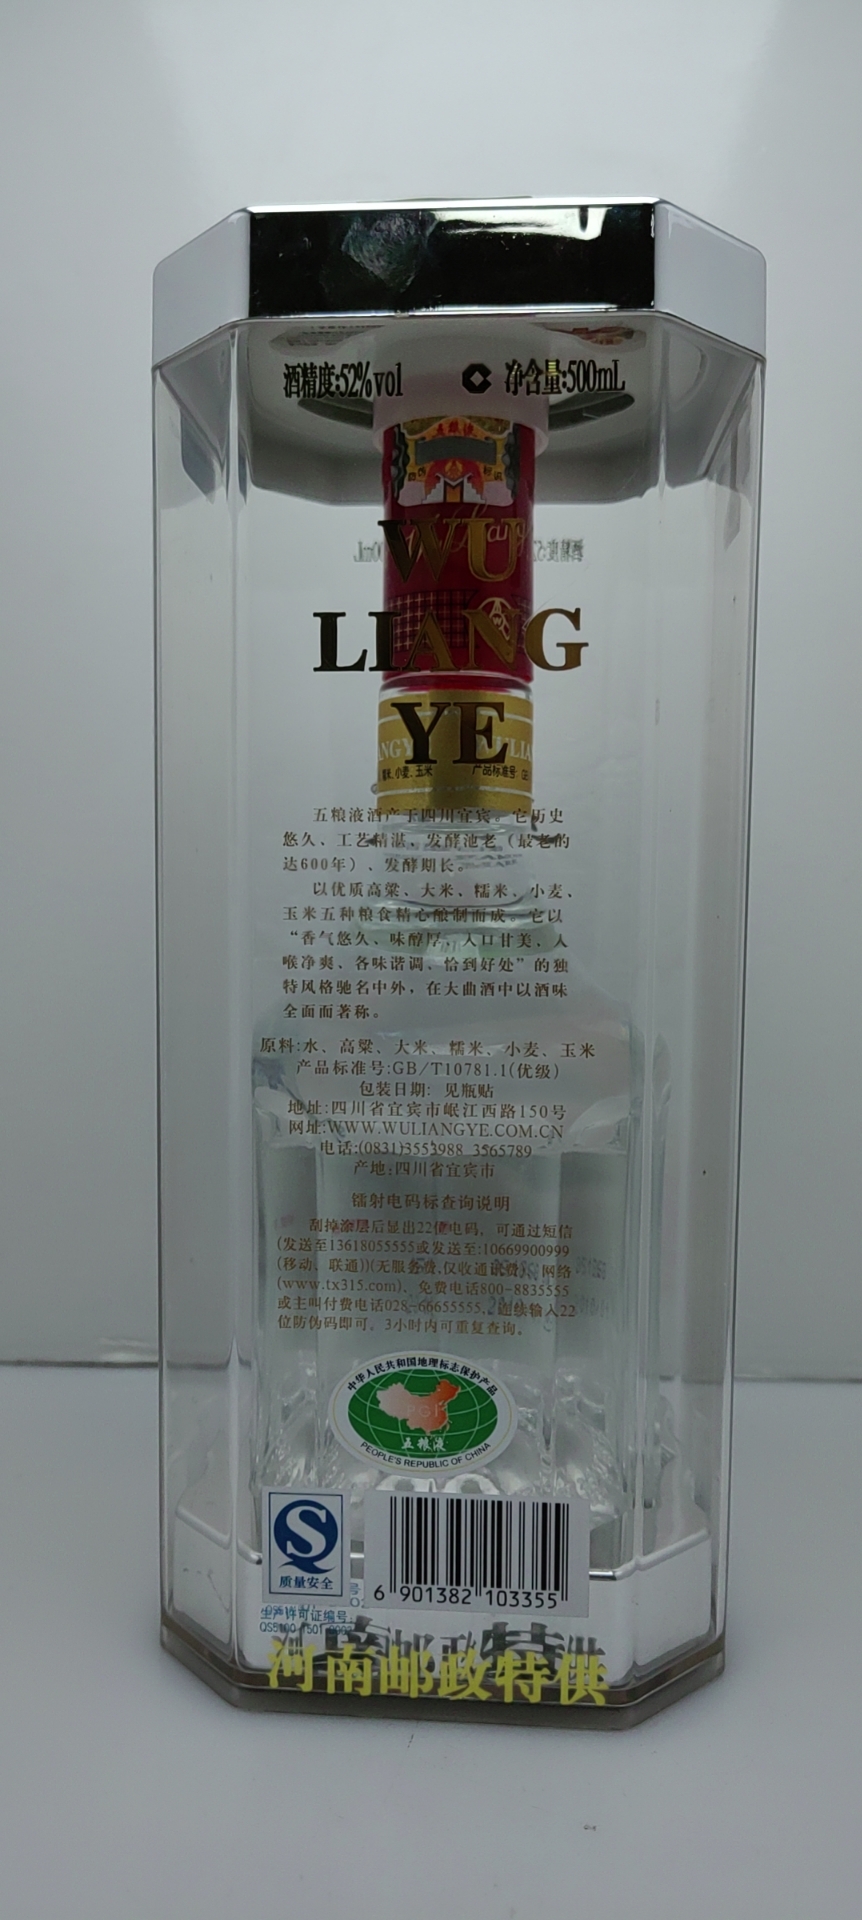 酒精度:52%vol 净含量:500mL
五粮液
WU
LIANG
YE
小麦、玉米 产品标准号:
五粮液酒产于四川宜宾。它历史
悠久、工艺精湛、发酵池老（最老的
达600年）、发酵期长。
以优质高粱、大米、糯米、小麦、
玉米五种粮食精心酿制而成。它以
“香气悠久、味醇厚、入口甘美、入
喉净爽、各味谐调、恰到好处”的独
特风格驰名中外，在大曲酒中以酒味
全面而著称。
原料:水、高粱、大米、糯米、小麦、玉米
产品标准号:GB/T10781.1(优级)
包装日期: 见瓶贴
地址:四川省宜宾市岷江西路150号
网址:WWW.WULIANGYE.COM.CN
电话:(0831)3553988 3565789
产地:四川省宜宾市
镭射电码标查询说明
刮掉涂层后显出22位电码，可通过短信
(发送至13618055555或发送至:10669900999
(移动、联通))(无服务费,仅收通讯费)、网络
(www.tx315.com)、免费电话800-8835555
或主叫付费电话028-66655555,连续输入22
位防伪码即可。3小时内可重复查询。
中华人民共和国地理标志保护产品
PGI
五粮液
PEOPLE'S REPUBLIC OF CHINA
质量安全
6 901382 103355
生产许可证编号:
QS5100 1501
河南邮政特供